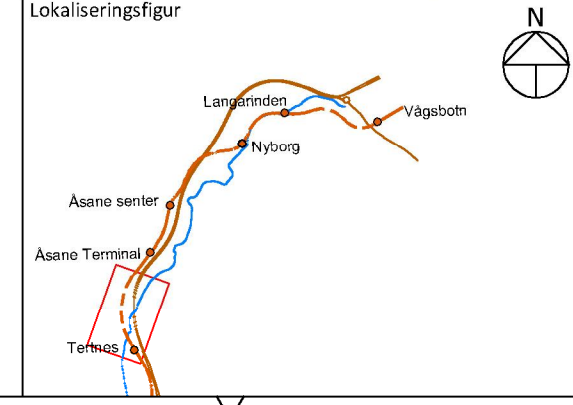 Lokaliseringsfigur
N
Langarinden
Vågsbotn
Nyborg
Åsane senter
Åsane Terminal
Tertnes